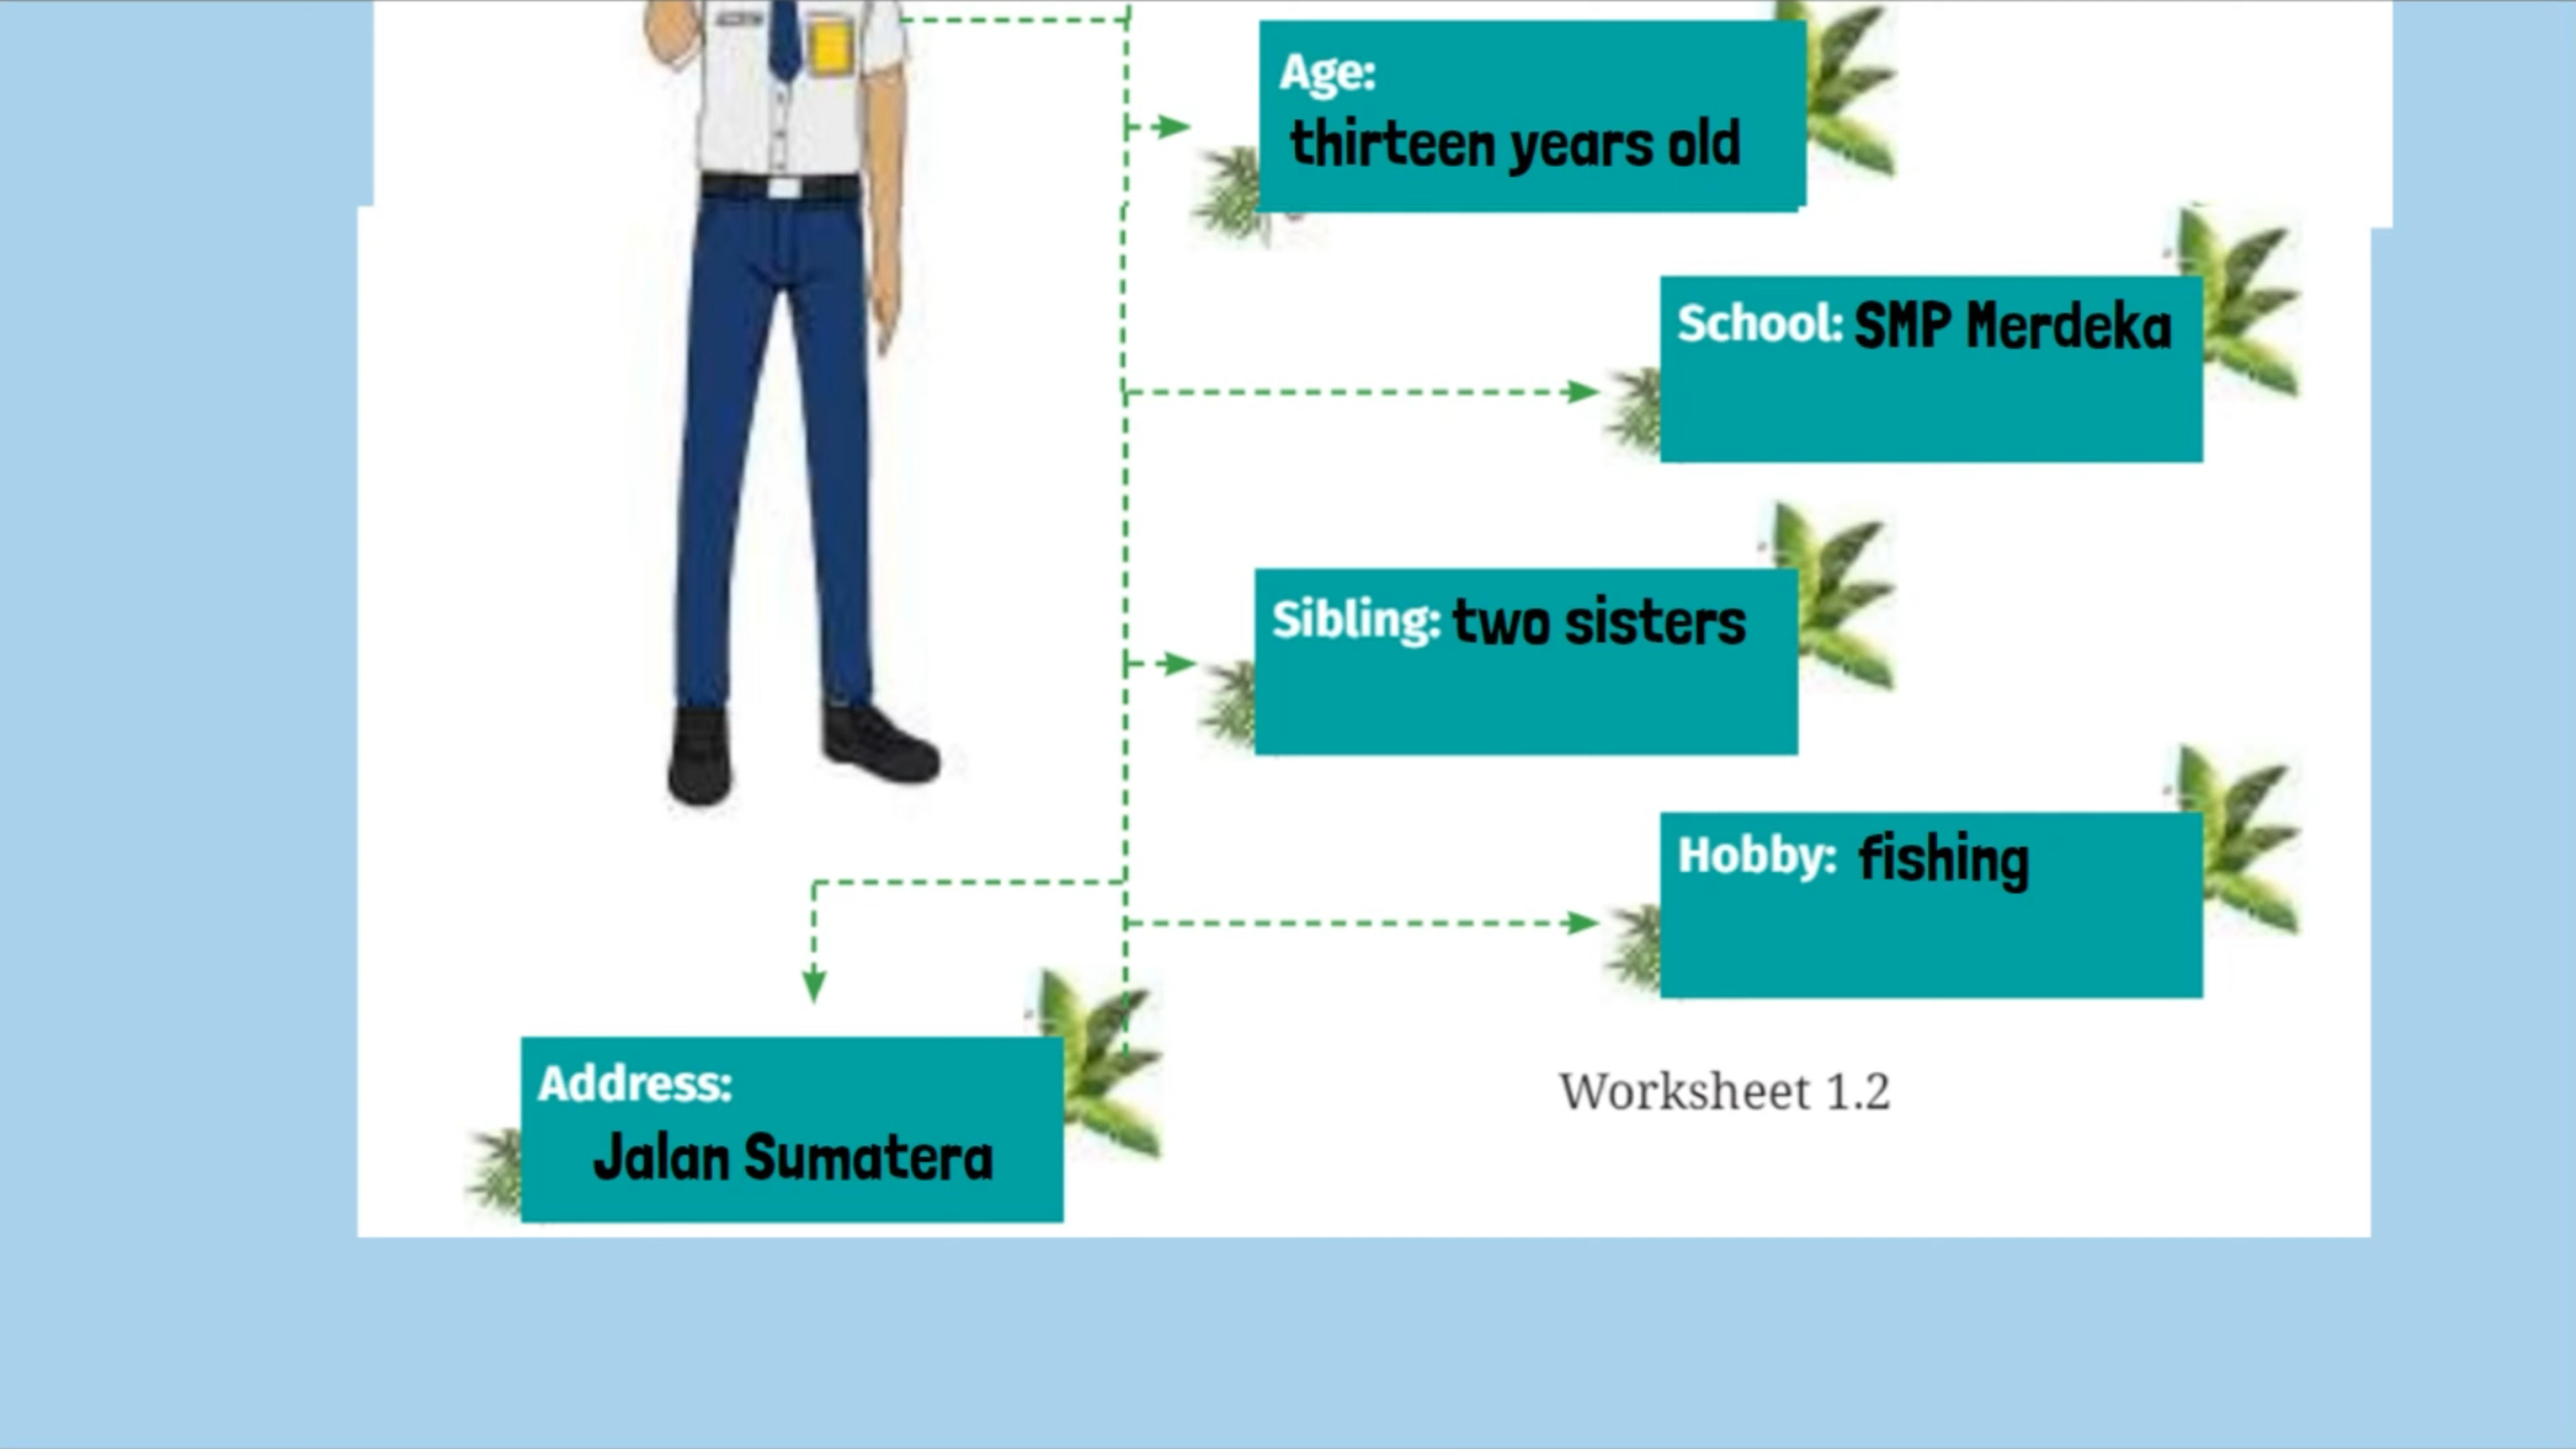 Age:
thirteen years old
School: SMP Merdeka
Sibling: two sisters
Hobby: fishing
Address:
Jalan Sumatera
Worksheet 1.2